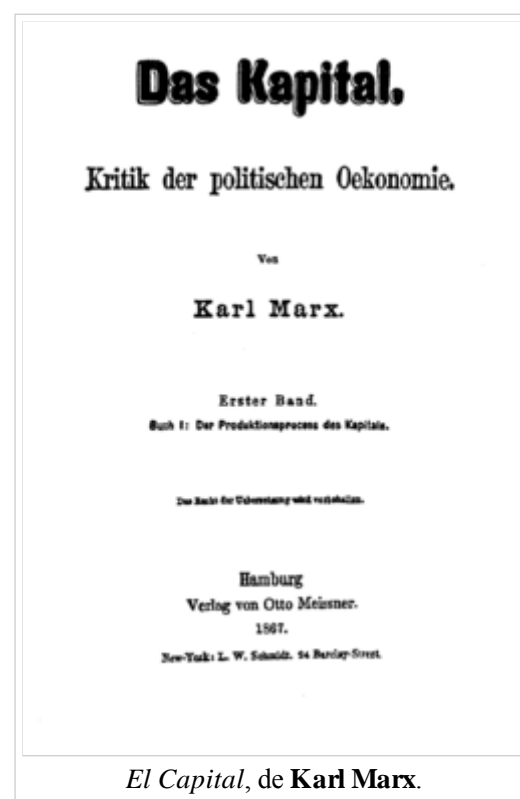 Das Kapital.
Kritik der politischen Oekonomie.
Von
Karl Marx.
Erster Band.
Buch I: Der Produktionsprocess des Kapitals.
Das Recht der Uebersetzung wird vorbehalten.
Hamburg
Verlag von Otto Meissner.
1867.
New-York: L. W. Schmidt. 24 Barclay-Street.
El Capital, de Karl Marx.